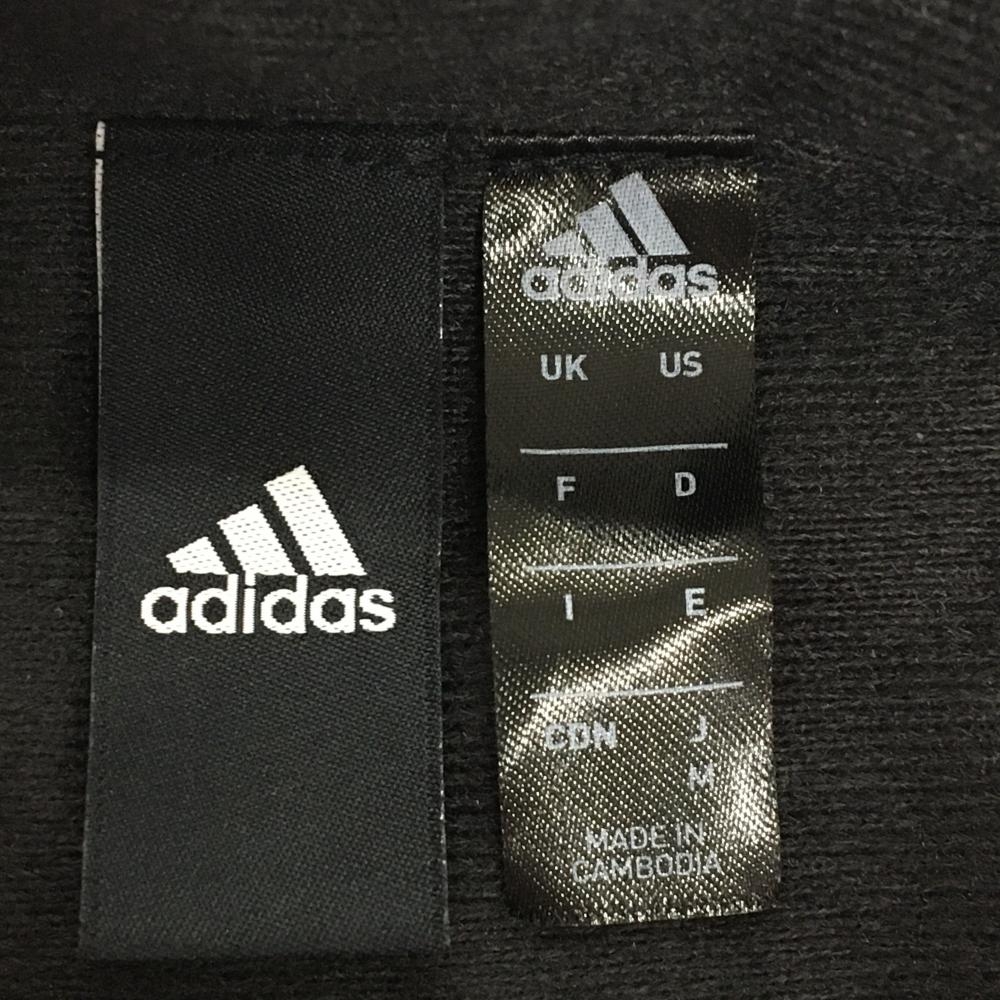 adidas
adidas
UK US
F D
I E
CDN J
M
MADE IN
CAMBODIA